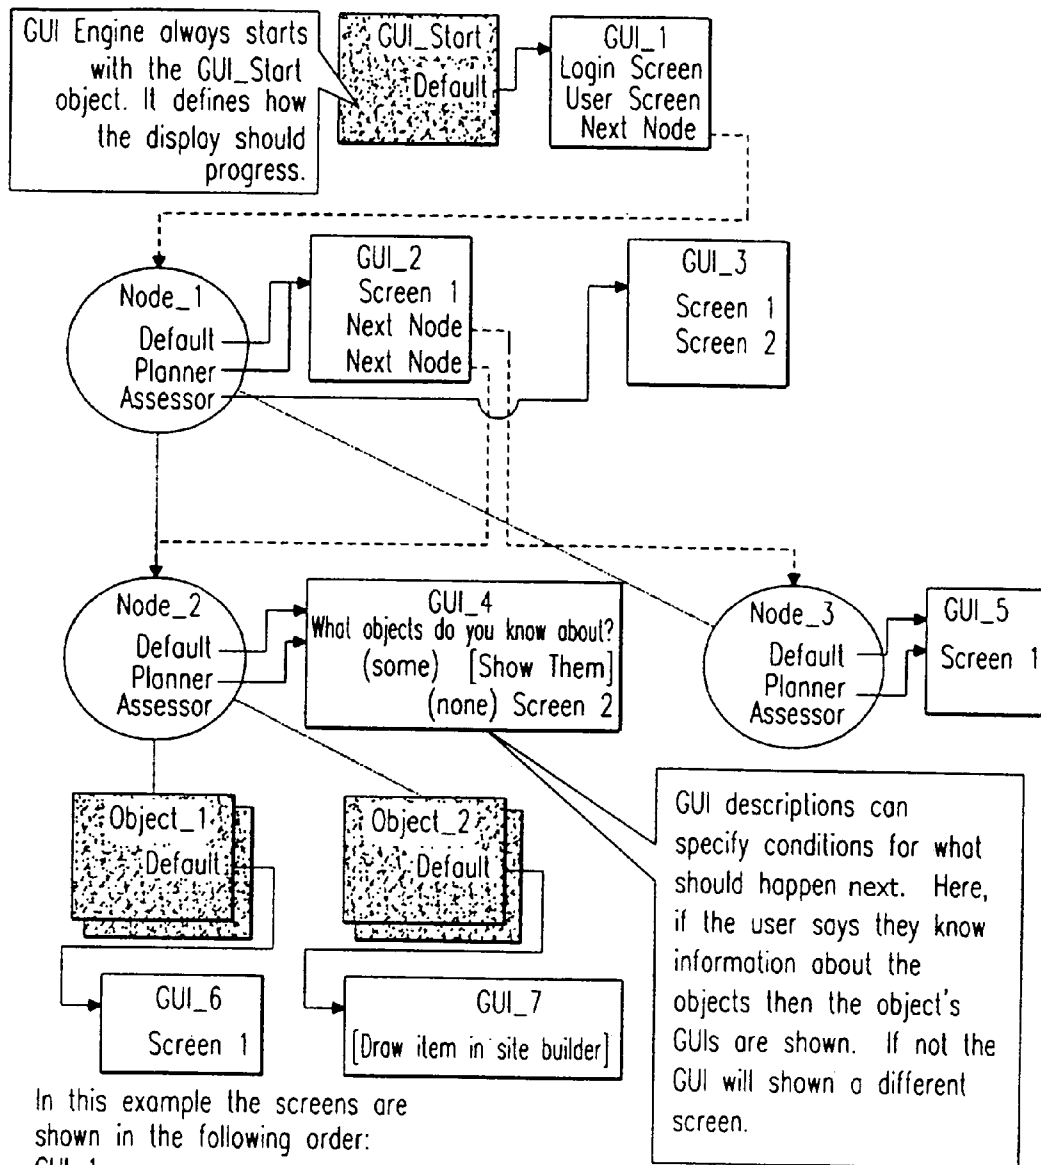 GUI Engine always starts
with the GUI_Start
object. It defines how
the display should
progress.
GUI_Start
Default
GUI_1
Login Screen
User Screen
Next Node
Node_1
Default
Planner
Assessor
GUI_2
Screen 1
Next Node
Next Node
GUI_3
Screen 1
Screen 2
Node_2
Default
Planner
Assessor
GUI_4
What objects do you know about?
(some) [Show Them]
(none) Screen 2
Node_3
Default
Planner
Assessor
GUI_5
Screen 1
Object_1
Default
Object_2
Default
GUI descriptions can
specify conditions for what
should happen next. Here,
if the user says they know
information about the
objects then the object's
GUIs are shown. If not the
GUI will shown a different
screen.
GUI_6
Screen 1
GUI_7
[Draw item in site builder]
In this example the screens are
shown in the following order:
GUI_1